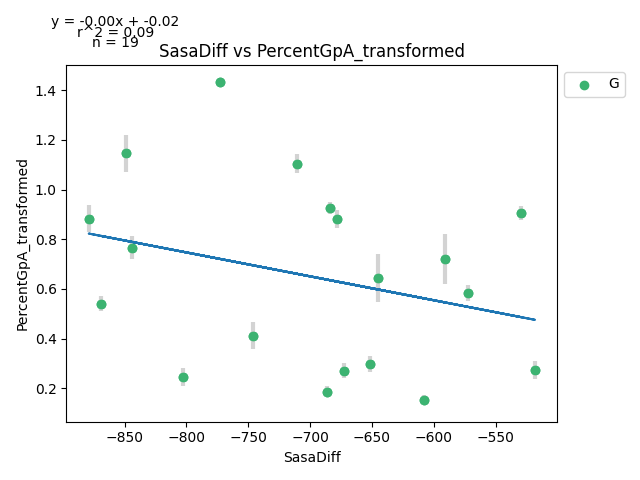 y = -0.00x + -0.02
r^2 = 0.09
n = 19
SasaDiff vs PercentGpA_transformed
G
PercentGpA_transformed
1.4
1.2
1.0
0.8
0.6
0.4
0.2
−850
−800
−750
−700
−650
−600
−550
SasaDiff